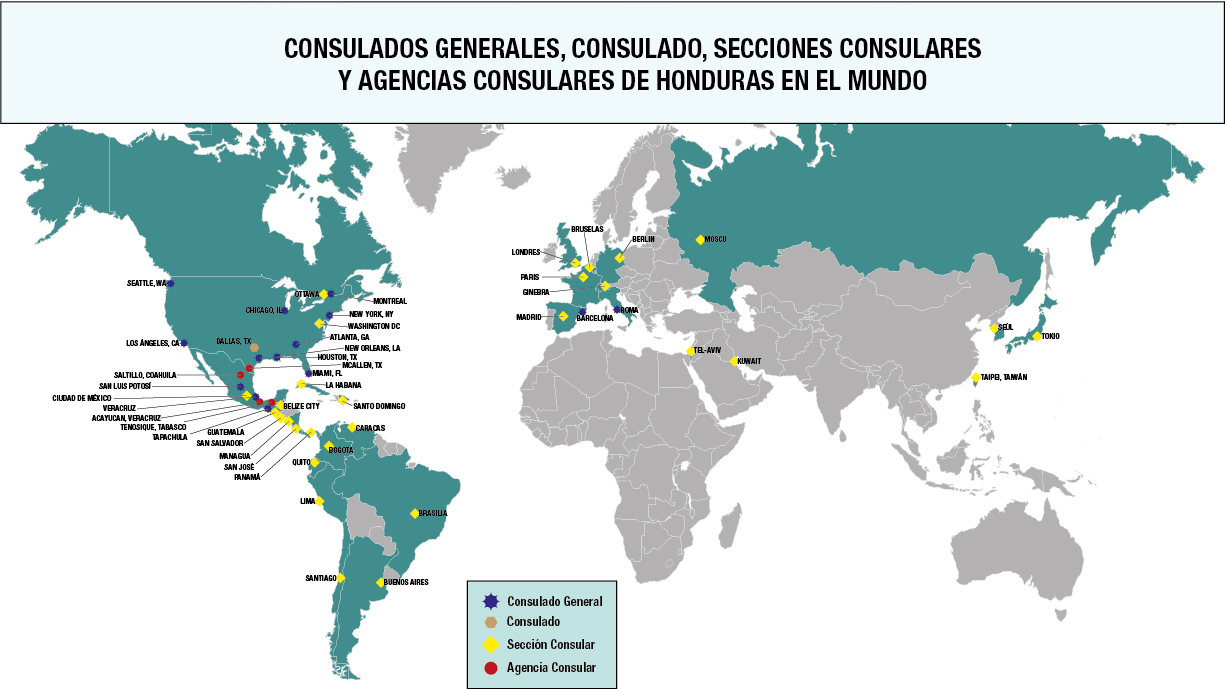 CONSULADOS GENERALES, CONSULADO, SECCIONES CONSULARES
Y AGENCIAS CONSULARES DE HONDURAS EN EL MUNDO
SEATTLE, WA
OTTAWA
MONTREAL
CHICAGO, IL
NEW YORK, NY
WASHINGTON DC
LOS ÁNGELES, CA
DALLAS, TX
ATLANTA, GA
NEW ORLEANS, LA
HOUSTON, TX
MCALLEN, TX
MIAMI, FL
SALTILLO, COAHUILA
SAN LUIS POTOSÍ
LA HABANA
CIUDAD DE MÉXICO
VERACRUZ
BELIZE CITY
SANTO DOMINGO
ACAYUCAN, VERACRUZ
TENOSIQUE, TABASCO
TAPACHULA
GUATEMALA
SAN SALVADOR
MANAGUA
SAN JOSÉ
PANAMÁ
CARACAS
BOGOTA
QUITO
LIMA
BRASILIA
SANTIAGO
BUENOS AIRES
BRUSELAS
BERLIN
LONDRES
PARIS
GINEBRA
MADRID
BARCELONA
ROMA
MOSCU
TEL-AVIV
KUWAIT
SEÚL
TOKIO
TAIPEI, TAIWÁN
Consulado General
Consulado
Sección Consular
Agencia Consular